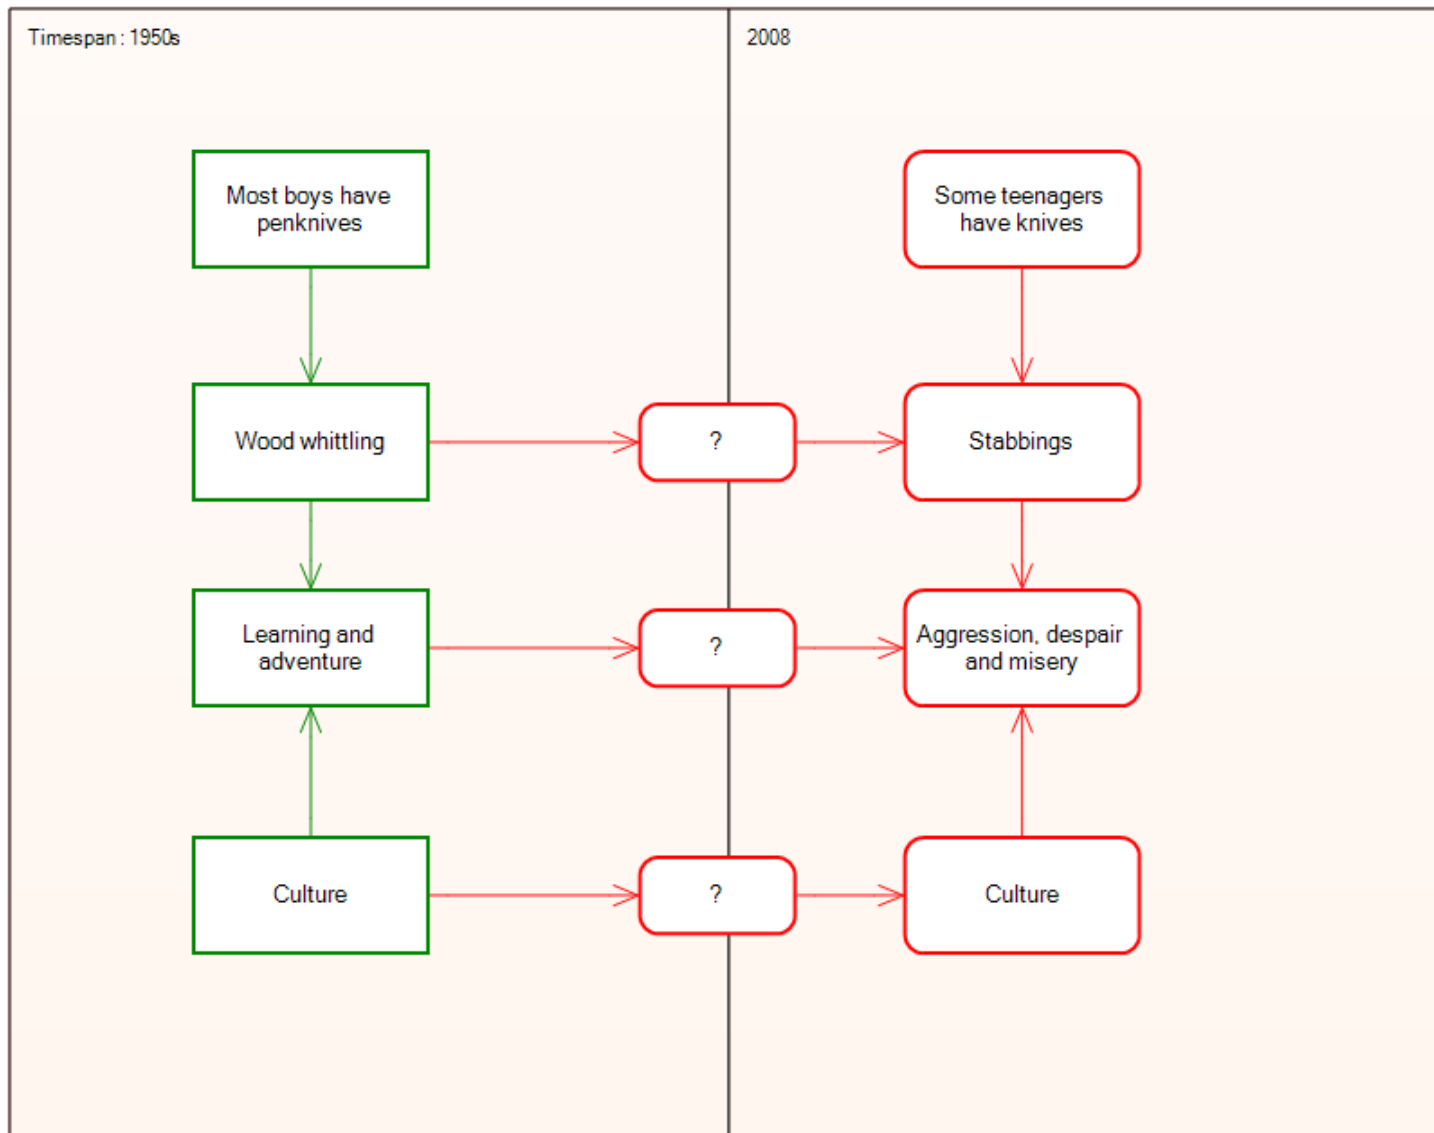 Timespan : 1950s
2008
Most boys have
penknives
Some teenagers
have knives
Wood whittling
?
Stabbings
Learning and
adventure
?
Aggression, despair
and misery
Culture
?
Culture